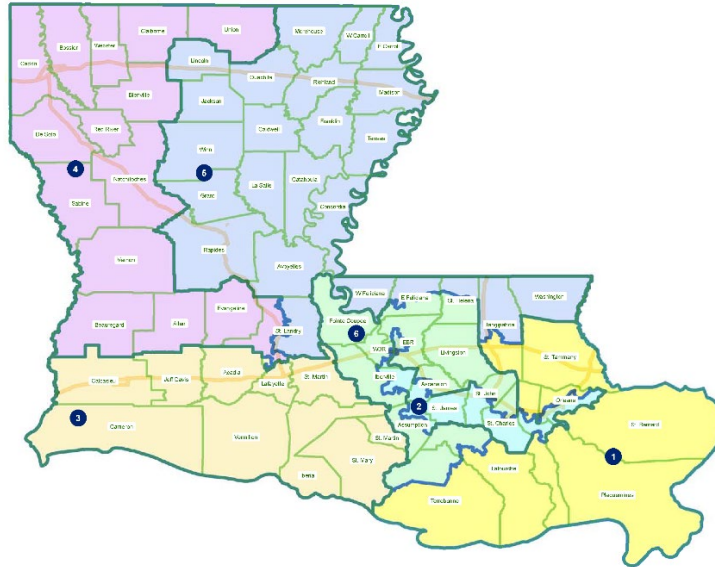 Union
Claiborne
Morehouse
W Carroll
E Carroll
Webster
Bossier
Caddo
Lincoln
Ouachita
Richland
Madison
Bienville
Jackson
Franklin
Red River
De Soto
Caldwell
Tensas
Winn
4
5
Natchitoches
La Salle
Catahoula
Grant
Sabine
Concordia
Rapides
Avoyelles
Vernon
W Feliciana
E Feliciana
St. Helena
Washington
Evangeline
Beauregard
Allen
St. Landry
Pointe Coupee
Tangipahoa
6
WBR
EBR
Livingston
St. Tammany
Calcasieu
Jeff Davis
Acadia
Lafayette
St. Martin
Iberville
Ascension
St. John
Orleans
2
St. James
3
Cameron
Assumption
St. Charles
St. Bernard
Vermilion
St. Martin
1
St. Mary
Iberia
Lafourche
Terrebonne
Plaquemines